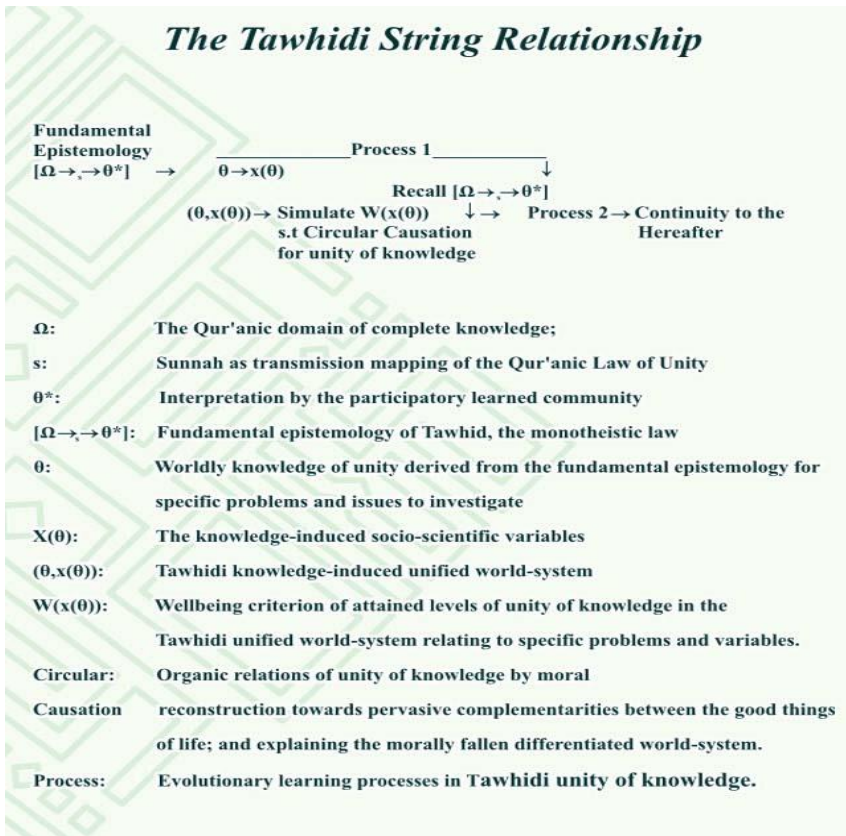 The Tawhidi String Relationship
Fundamental
Epistemology Process 1
[Ω→,→θ*] → θ→x(θ) ↓
Recall [Ω→,→θ*]
(θ,x(θ))→ Simulate W(x(θ)) ↓→ Process 2→ Continuity to the
s.t Circular Causation Hereafter
for unity of knowledge
Ω: The Qur'anic domain of complete knowledge;
s: Sunnah as transmission mapping of the Qur'anic Law of Unity
θ*: Interpretation by the participatory learned community
[Ω→,→θ*]: Fundamental epistemology of Tawhid, the monotheistic law
θ: Worldly knowledge of unity derived from the fundamental epistemology for
specific problems and issues to investigate
X(θ): The knowledge-induced socio-scientific variables
(θ,x(θ)): Tawhidi knowledge-induced unified world-system
W(x(θ)): Wellbeing criterion of attained levels of unity of knowledge in the
Tawhidi unified world-system relating to specific problems and variables.
Circular: Organic relations of unity of knowledge by moral
Causation reconstruction towards pervasive complementarities between the good things
of life; and explaining the morally fallen differentiated world-system.
Process: Evolutionary learning processes in Tawhidi unity of knowledge.